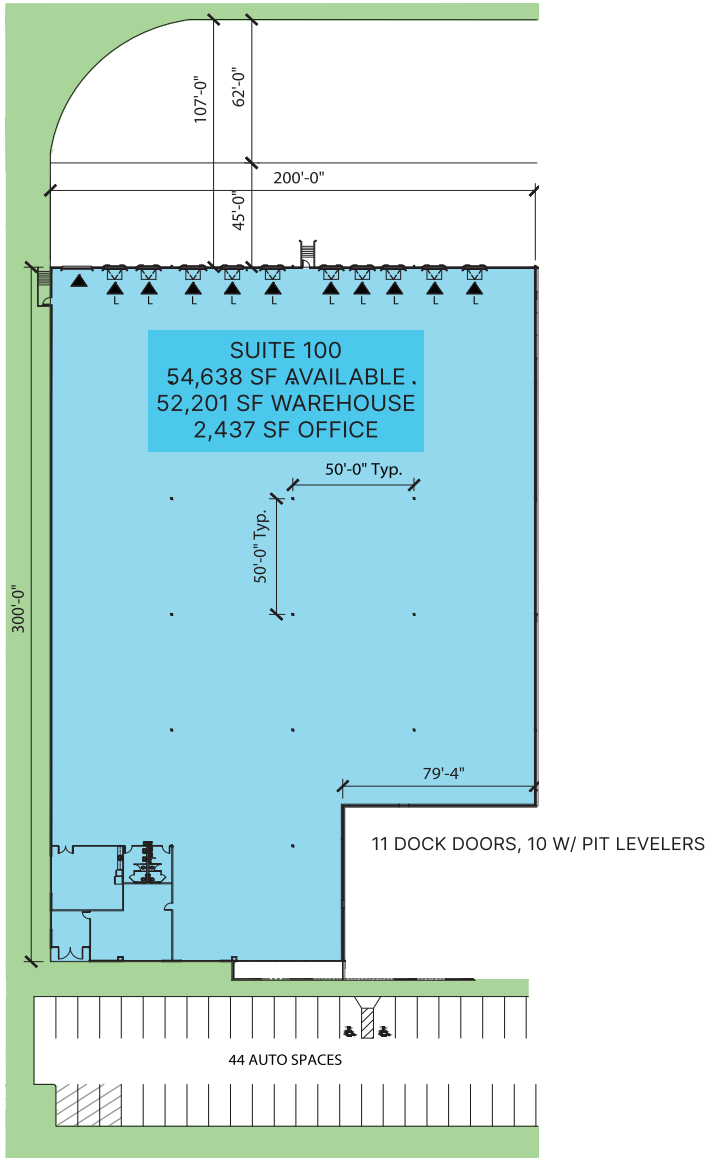 107'-0"
62'-0"
200'-0"
45'-0"
L L L L L L L L L L
SUITE 100
54,638 SF AVAILABLE
52,201 SF WAREHOUSE
2,437 SF OFFICE
50'-0" Typ.
50'-0" Typ.
300'-0"
79'-4"
11 DOCK DOORS, 10 W/ PIT LEVELERS
44 AUTO SPACES